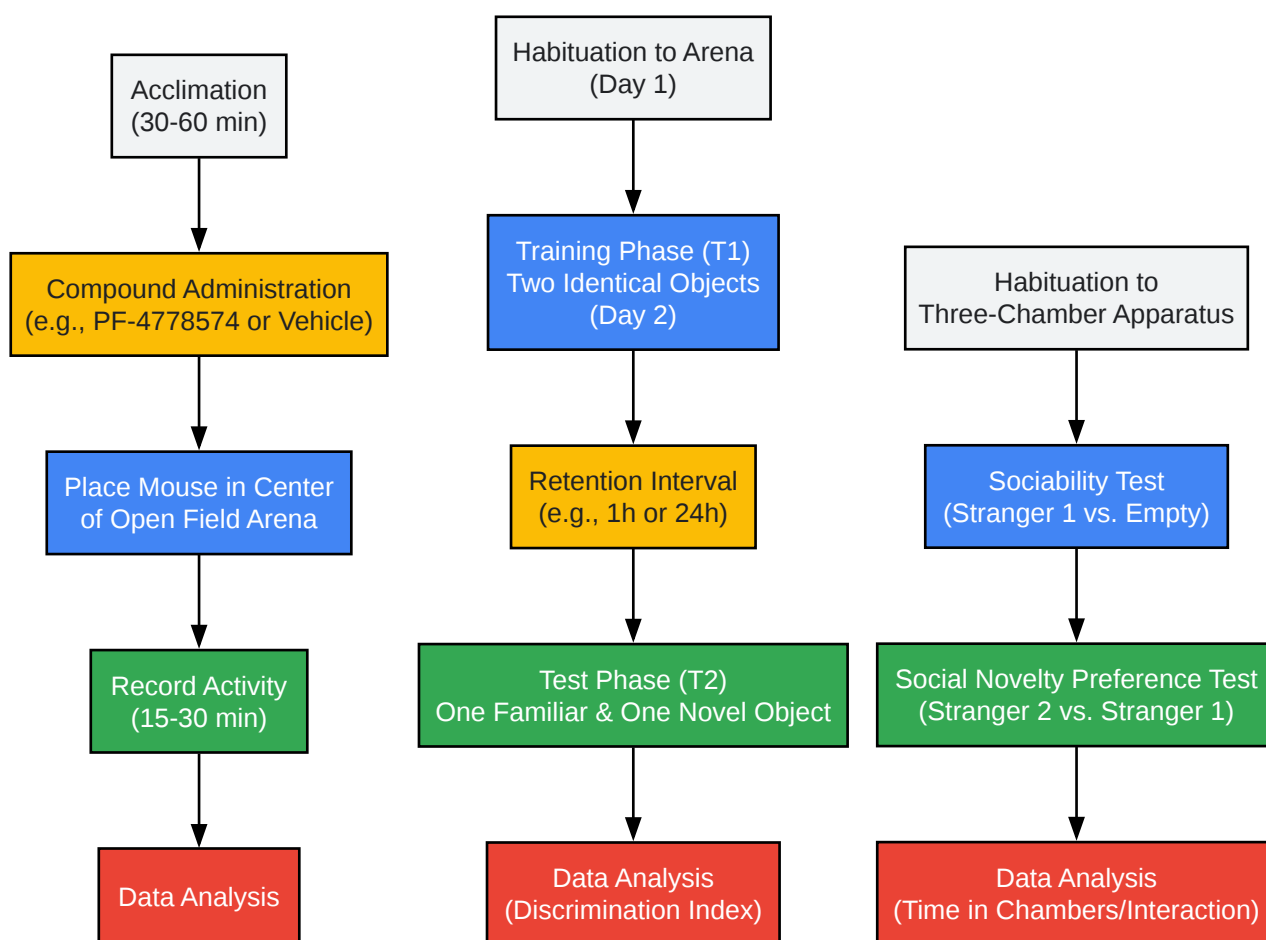 Acclimation
(30-60 min)
Compound Administration
(e.g., PF-4778574 or Vehicle)
Place Mouse in Center
of Open Field Arena
Record Activity
(15-30 min)
Data Analysis
Habituation to Arena
(Day 1)
Training Phase (T1)
Two Identical Objects
(Day 2)
Retention Interval
(e.g., 1h or 24h)
Test Phase (T2)
One Familiar & One Novel Object
Data Analysis
(Discrimination Index)
Habituation to
Three-Chamber Apparatus
Sociability Test
(Stranger 1 vs. Empty)
Social Novelty Preference Test
(Stranger 2 vs. Stranger 1)
Data Analysis
(Time in Chambers/Interaction)